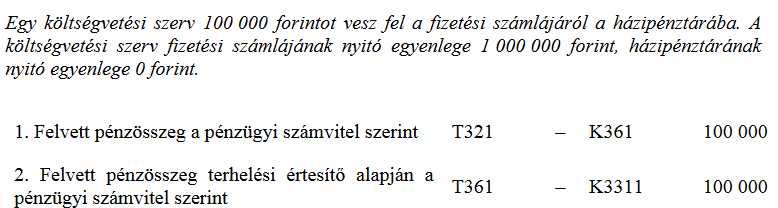 Egy költségvetési szerv 100 000 forintot vesz fel a fizetési számlájáról a házipénztárába. A
költségvetési szerv fizetési számlájának nyitó egyenlege 1 000 000 forint, házipénztárának
nyitó egyenlege 0 forint.
1. Felvett pénzösszeg a pénzügyi számvitel szerint T321 – K361 100 000
2. Felvett pénzösszeg terhelési értesítő alapján a
pénzügyi számvitel szerint T361 – K3311 100 000